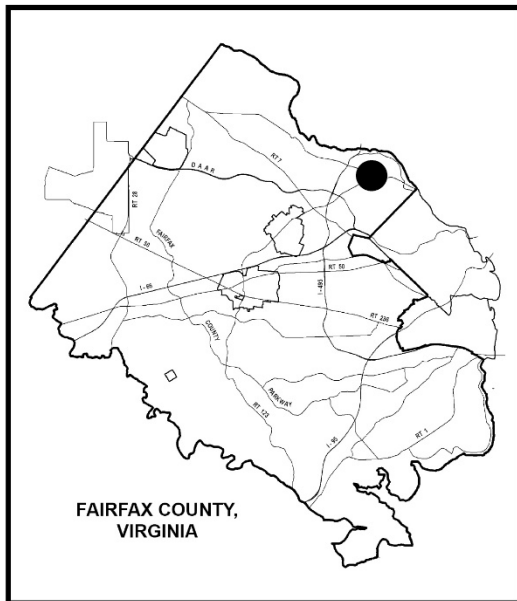 RT 7
DAAR
RT 28
FAIRFAX
RT 50
I-66
RT 50
I-495
RT 236
COUNTY
PARKWAY
RT 123
I-95
RT 1
FAIRFAX COUNTY,
VIRGINIA